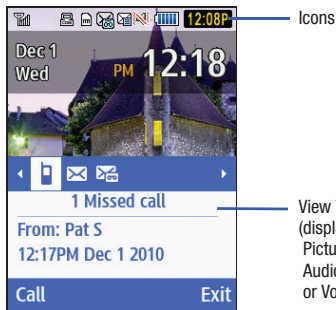 12:08P
Icons
Dec 1
Wed
PM 12:18
1 Missed call
From: Pat S
12:17PM Dec 1 2010
Call
Exit
View
(displ
Pictu
Audio
or Vo